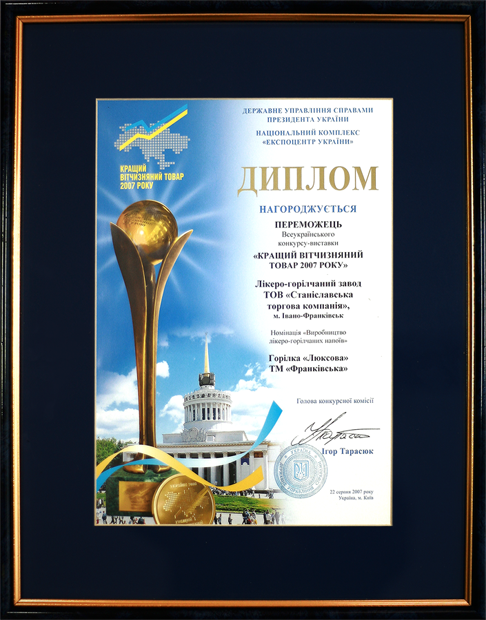 ДЕРЖАВНЕ УПРАВЛІННЯ СПРАВАМИ
ПРЕЗИДЕНТА УКРАЇНИ
НАЦІОНАЛЬНИЙ КОМПЛЕКС
«ЕКСПОЦЕНТР УКРАЇНИ»
КРАЩИЙ
ВІТЧИЗНЯНИЙ ТОВАР
2007 РОКУ
ДИПЛОМ
НАГОРОДЖУЄТЬСЯ
ПЕРЕМОЖЕЦЬ
Всеукраїнського
конкурсу-виставки
«КРАЩИЙ ВІТЧИЗНЯНИЙ
ТОВАР 2007 РОКУ»
Лікеро-горілчаний завод
ТОВ «Станіславська
торгова компанія»,
м. Івано-Франківськ
Номінація «Виробництво
лікеро-горілчаних напоїв»
Горілка «Люксова»
ТМ «Франківська»
Голова конкурсної комісії
Ігор Тарасюк
22 серпня 2007 року
Україна, м. Київ